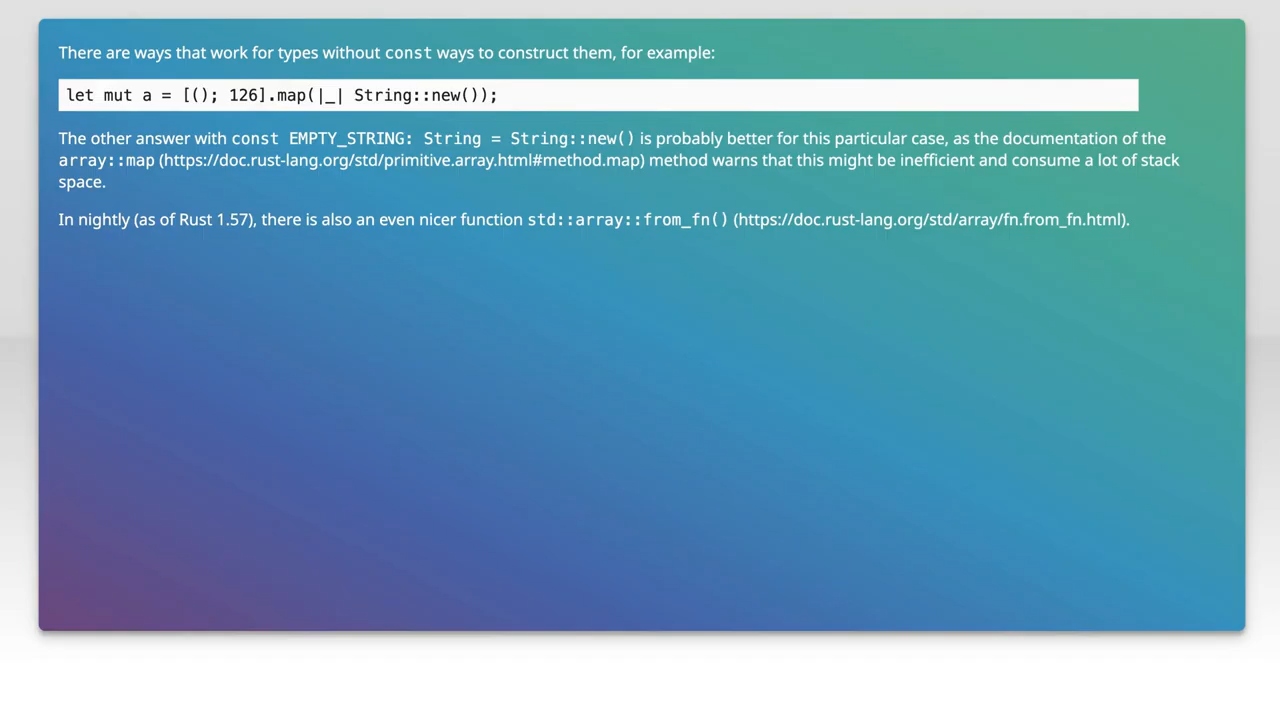 There are ways that work for types without const ways to construct them, for example:
let mut a = [(); 126].map(|_| String::new());
The other answer with const EMPTY_STRING: String = String::new() is probably better for this particular case, as the documentation of the
array::map (https://doc.rust-lang.org/std/primitive.array.html#method.map) method warns that this might be inefficient and consume a lot of stack
space.
In nightly (as of Rust 1.57), there is also an even nicer function std::array::from_fn() (https://doc.rust-lang.org/std/array/fn.from_fn.html).